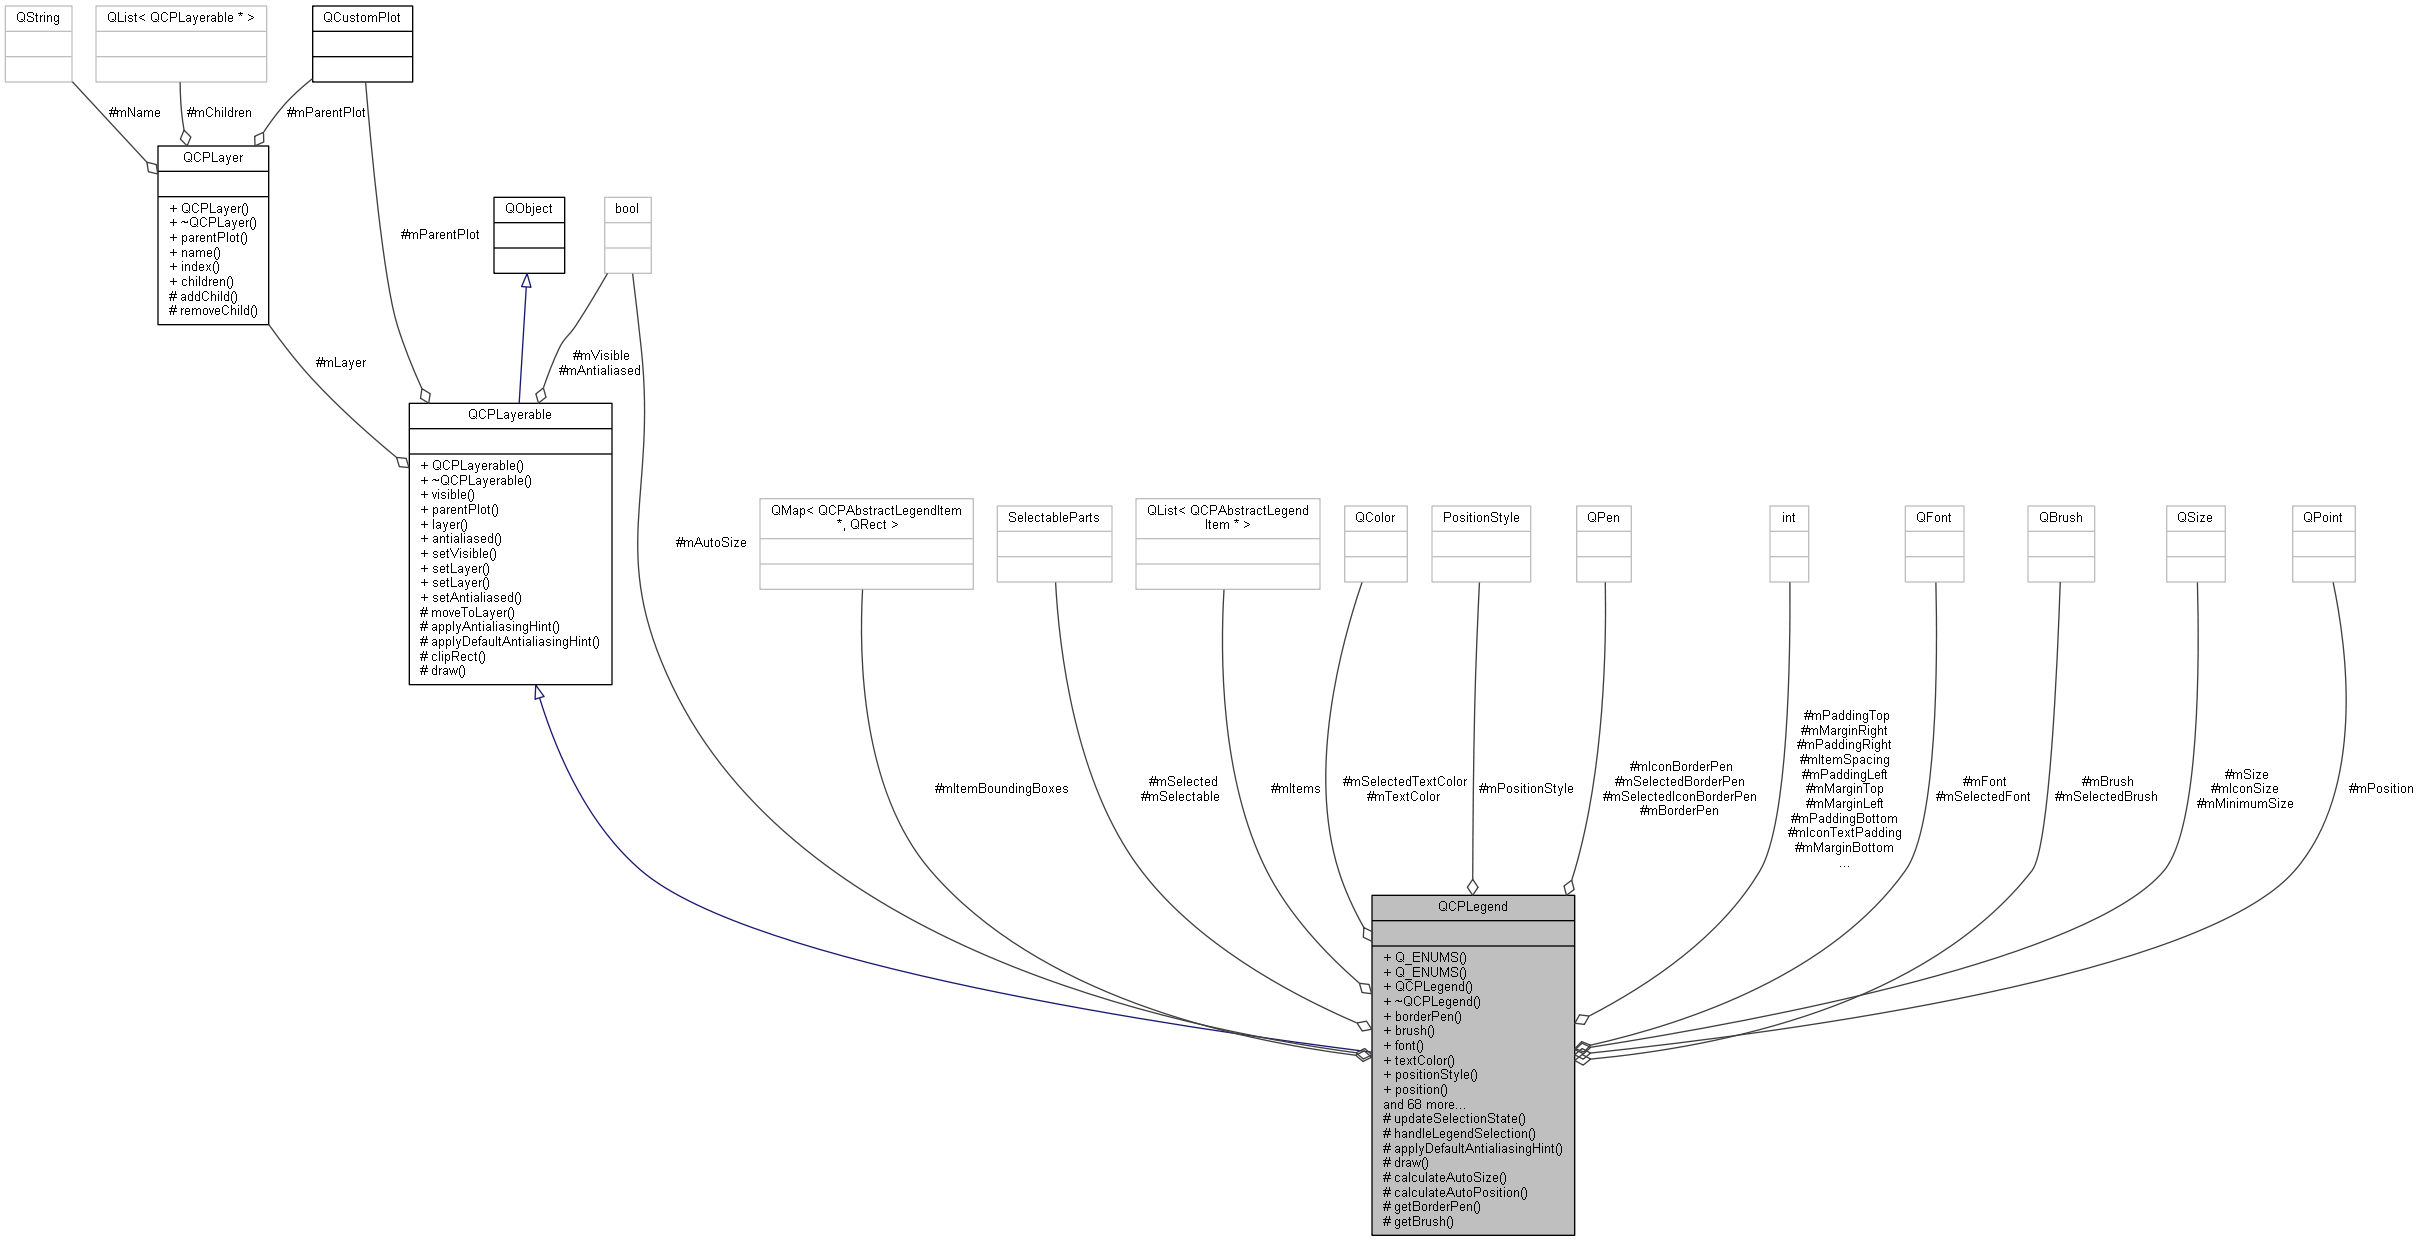 QString
QList< QCPLayerable * >
QCustomPlot
#mName
#mChildren
#mParentPlot
QCPLayer
+ QCPLayer()
+ ~QCPLayer()
+ parentPlot()
+ name()
+ index()
+ children()
# addChild()
# removeChild()
#mParentPlot
QObject
bool
#mLayer
#mVisible
#mAntialiased
QCPLayerable
+ QCPLayerable()
+ ~QCPLayerable()
+ visible()
+ parentPlot()
+ layer()
+ antialiased()
+ setVisible()
+ setLayer()
+ setLayer()
+ setAntialiased()
# moveToLayer()
# applyAntialiasingHint()
# applyDefaultAntialiasingHint()
# clipRect()
# draw()
#mAutoSize
QMap< QCPAbstractLegendItem
*, QRect >
SelectableParts
QList< QCPAbstractLegend
Item * >
QColor
PositionStyle
QPen
int
QFont
QBrush
QSize
QPoint
#mItemBoundingBoxes
#mSelected
#mSelectable
#mItems
#mSelectedTextColor
#mTextColor
#mPositionStyle
#mIconBorderPen
#mSelectedBorderPen
#mSelectedIconBorderPen
#mBorderPen
#mPaddingTop
#mMarginRight
#mPaddingRight
#mItemSpacing
#mPaddingLeft
#mMarginTop
#mMarginLeft
#mPaddingBottom
#mIconTextPadding
#mMarginBottom
...
#mFont
#mSelectedFont
#mBrush
#mSelectedBrush
#mSize
#mIconSize
#mMinimumSize
#mPosition
QCPLegend
+ Q_ENUMS()
+ Q_ENUMS()
+ QCPLegend()
+ ~QCPLegend()
+ borderPen()
+ brush()
+ font()
+ textColor()
+ positionStyle()
+ position()
and 68 more...
# updateSelectionState()
# handleLegendSelection()
# applyDefaultAntialiasingHint()
# draw()
# calculateAutoSize()
# calculateAutoPosition()
# getBorderPen()
# getBrush()